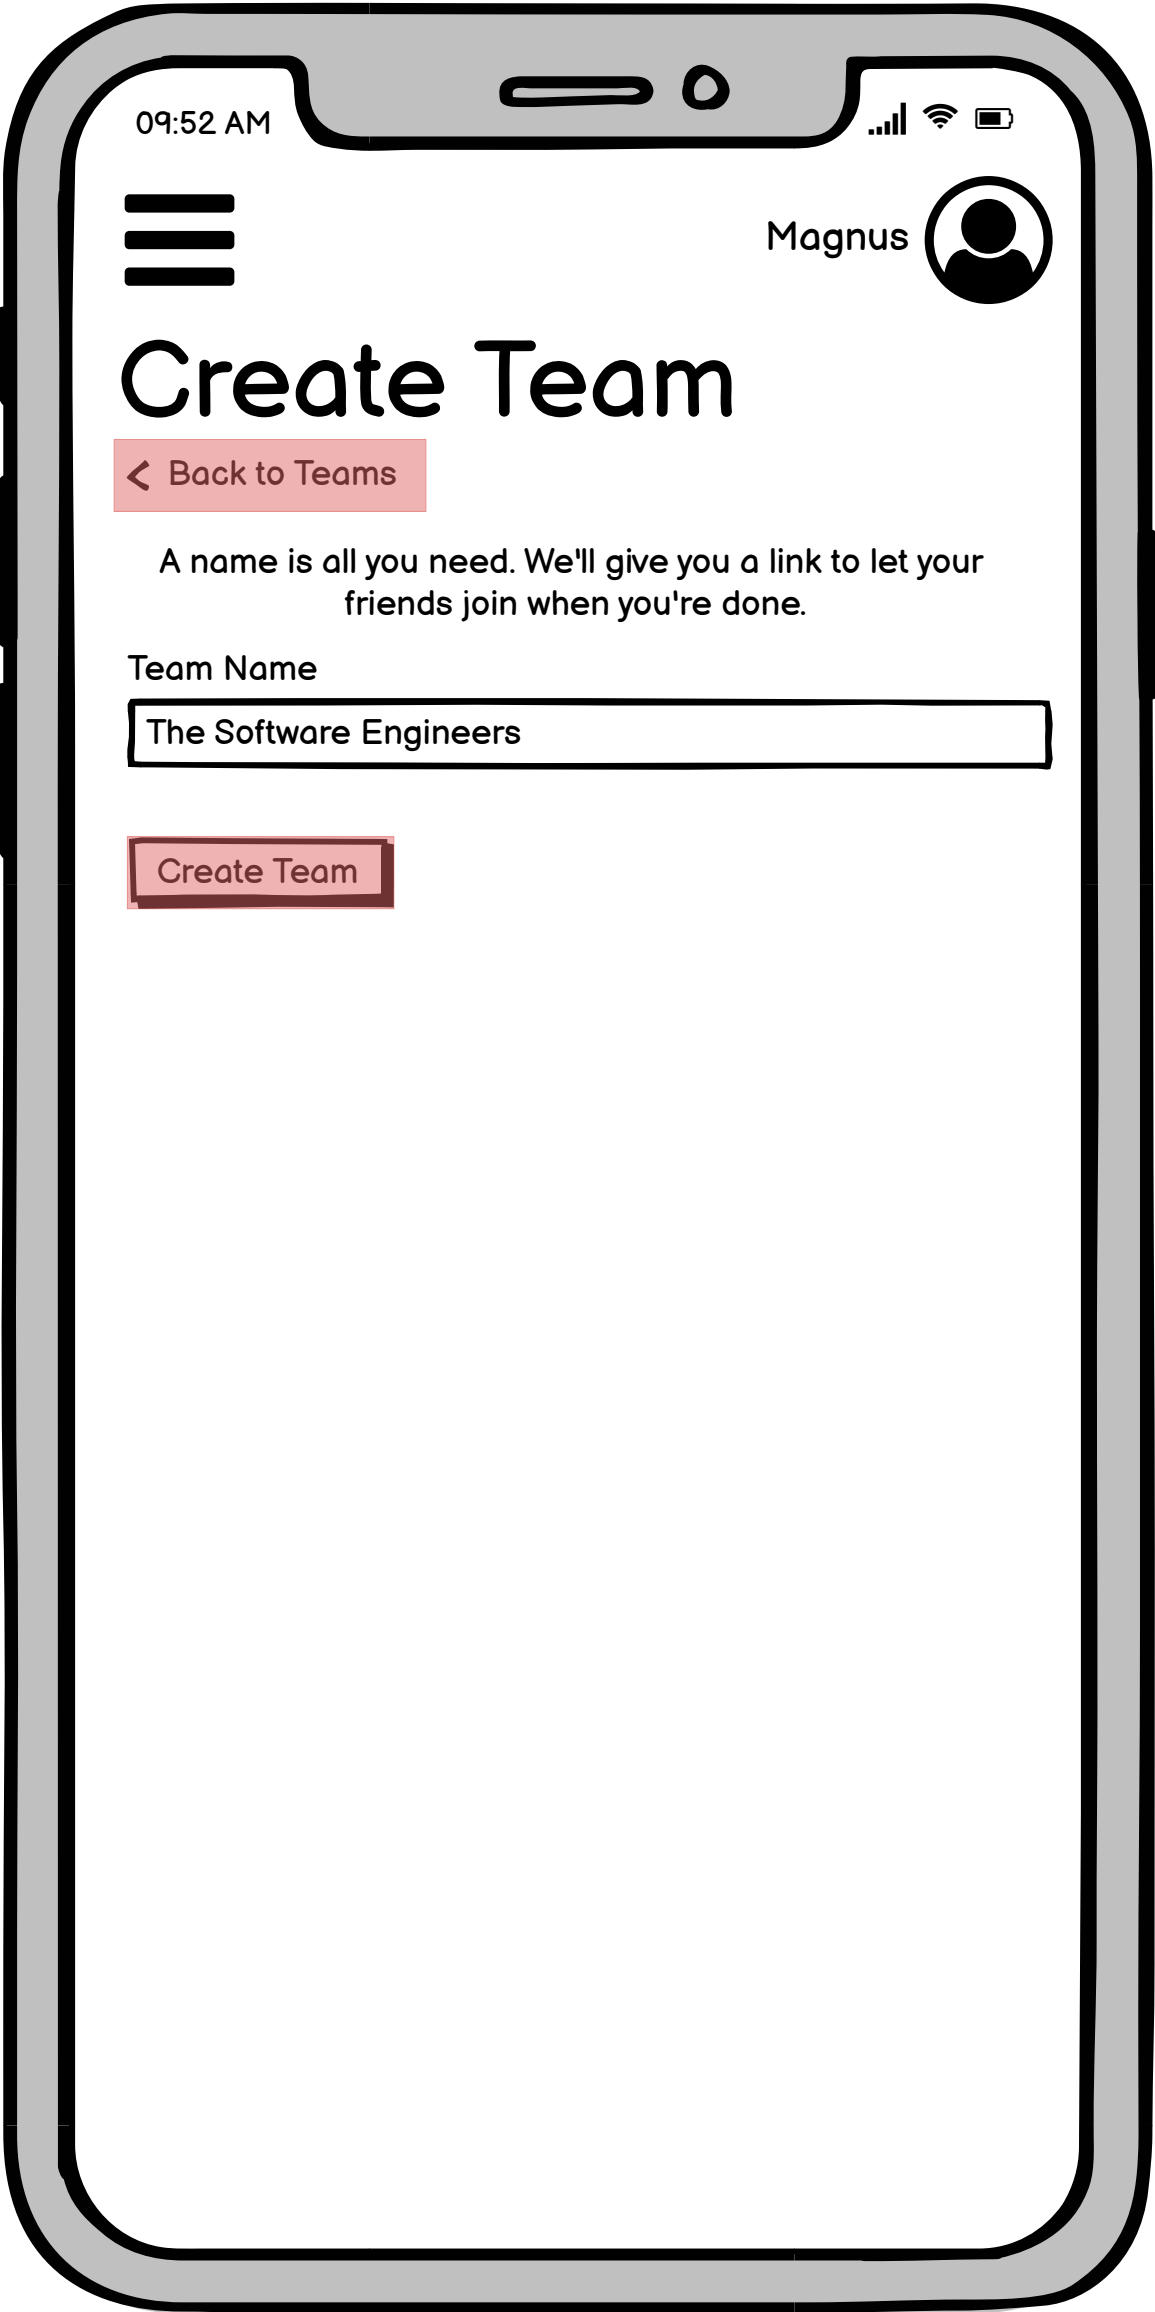 09:52 AM
Magnus
Create Team
Back to Teams
A name is all you need. We'll give you a link to let your
friends join when you're done.
Team Name
The Software Engineers
Create Team